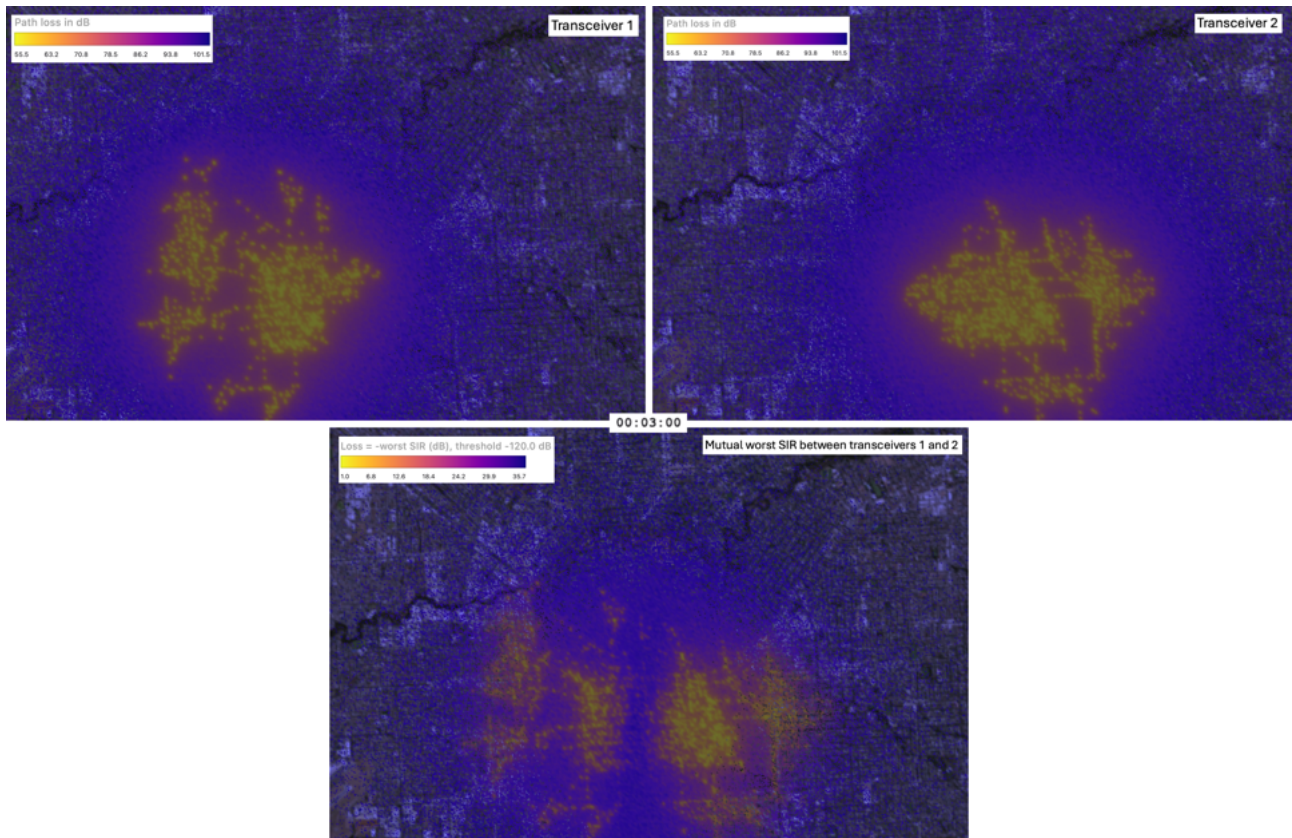 Path loss in dB
55.5 63.2 70.8 78.5 86.2 93.8 101.5
Transceiver 1
Path loss in dB
55.5 63.2 70.8 78.5 86.2 93.8 101.5
Transceiver 2
00:03:00
Loss = -worst SIR (dB), threshold -120.0 dB
1.0 6.8 12.6 18.4 24.2 29.9 35.7
Mutual worst SIR between transceivers 1 and 2